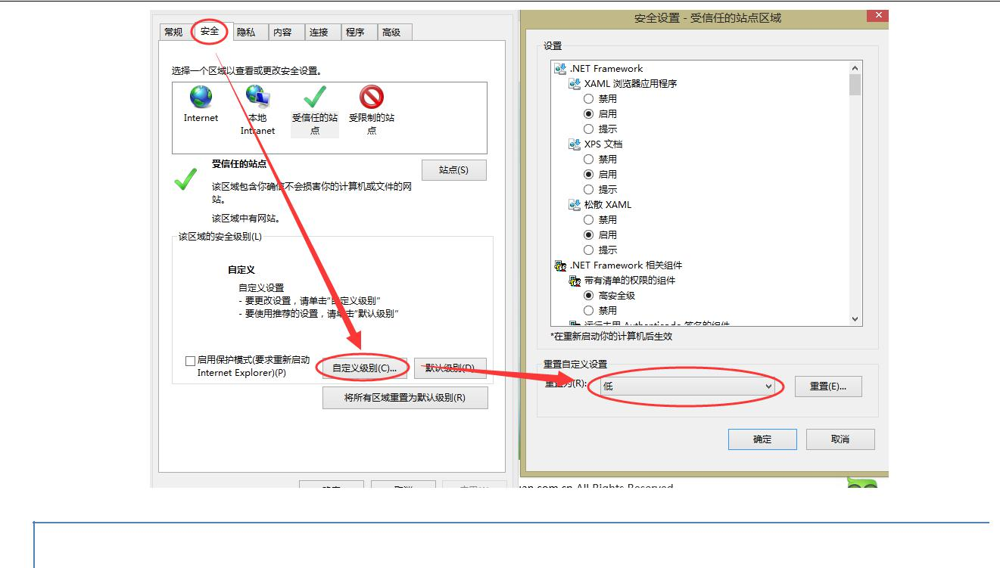 常规 安全 隐私 内容 连接 程序 高级
选择一个区域以查看或更改安全设置。
Internet
本地
Intranet
受信任的站
点
受限制的站
点
受信任的站点
站点(S)
该区域包含你确信不会损害你的计算机或文件的网
站。
该区域中有网站。
该区域的安全级别(L)
自定义
自定义设置
- 要更改设置，请单击“自定义级别”
- 要使用推荐的设置，请单击“默认级别”
启用保护模式(要求重新启动
Internet Explorer)(P)
自定义级别(C)...
默认级别(D)
将所有区域重置为默认级别(R)
安全设置 - 受信任的站点区域
设置
.NET Framework
XAML 浏览器应用程序
禁用
启用
提示
XPS 文档
禁用
启用
提示
松散 XAML
禁用
启用
提示
.NET Framework 相关组件
带有清单的权限的组件
高安全级
禁用
运行未用 Authenticode 签名的组件
*在重新启动你的计算机后生效
重置自定义设置
重置为(R):
低
重置(E)...
确定
取消
All Rights Reserved